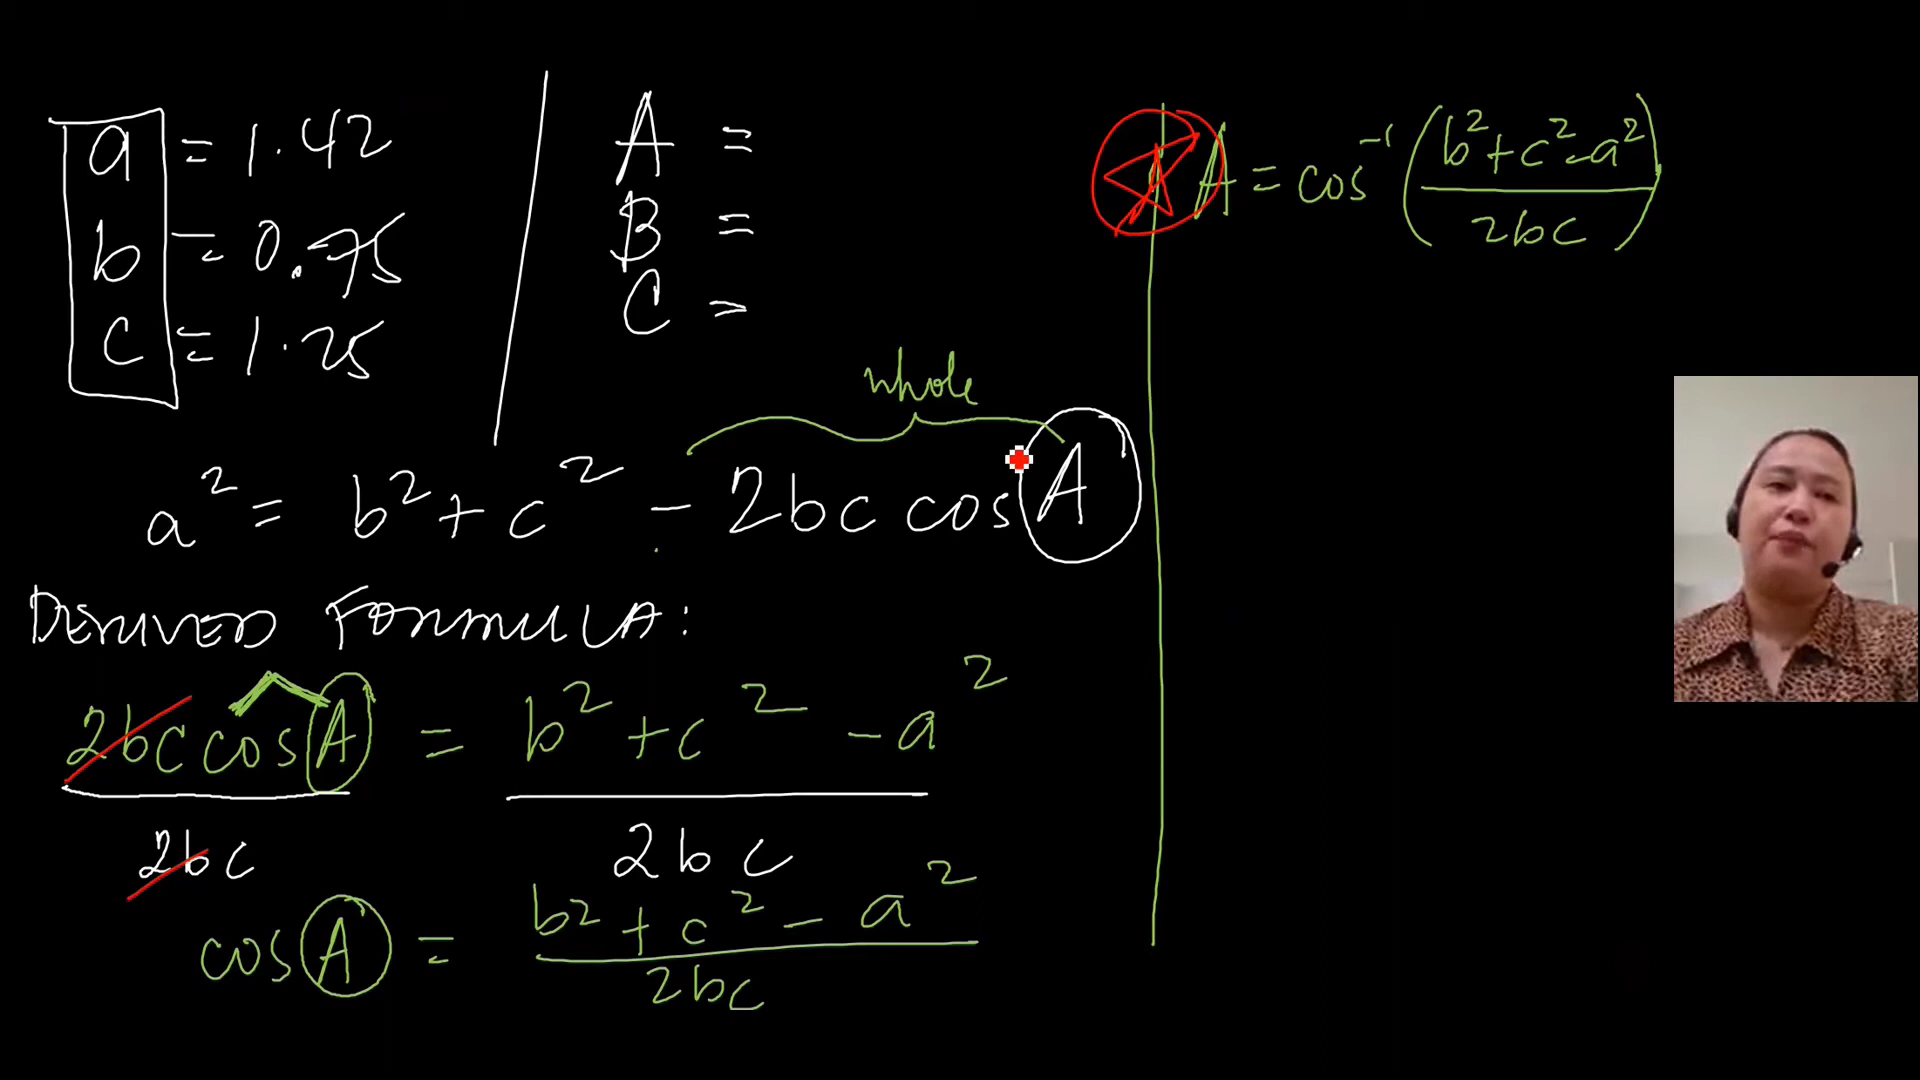 a = 1.42
b = 0.75
c = 1.25
A =
B =
C =
whole
a² = b² + c² - 2bc cos A
DERIVED FORMULA:
2bc cos A = b² + c² - a²
2bc 2bc
cos A = b² + c² - a²
2bc
A = cos⁻¹ (b² + c² - a²
2bc)